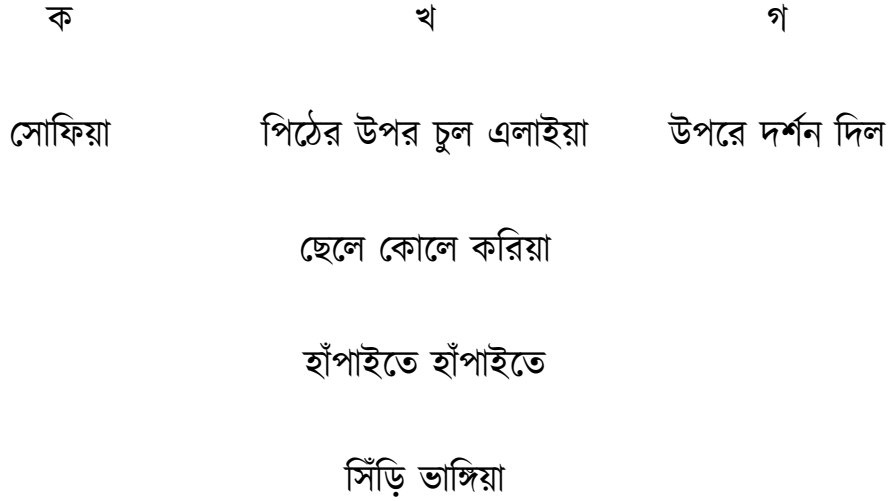 ক খ গ
সোফিয়া পিঠের উপর চুল এলাইয়া উপরে দর্শন দিল
ছেলে কোলে করিয়া
হাঁপাইতে হাঁপাইতে
সিঁড়ি ভাঙ্গিয়া